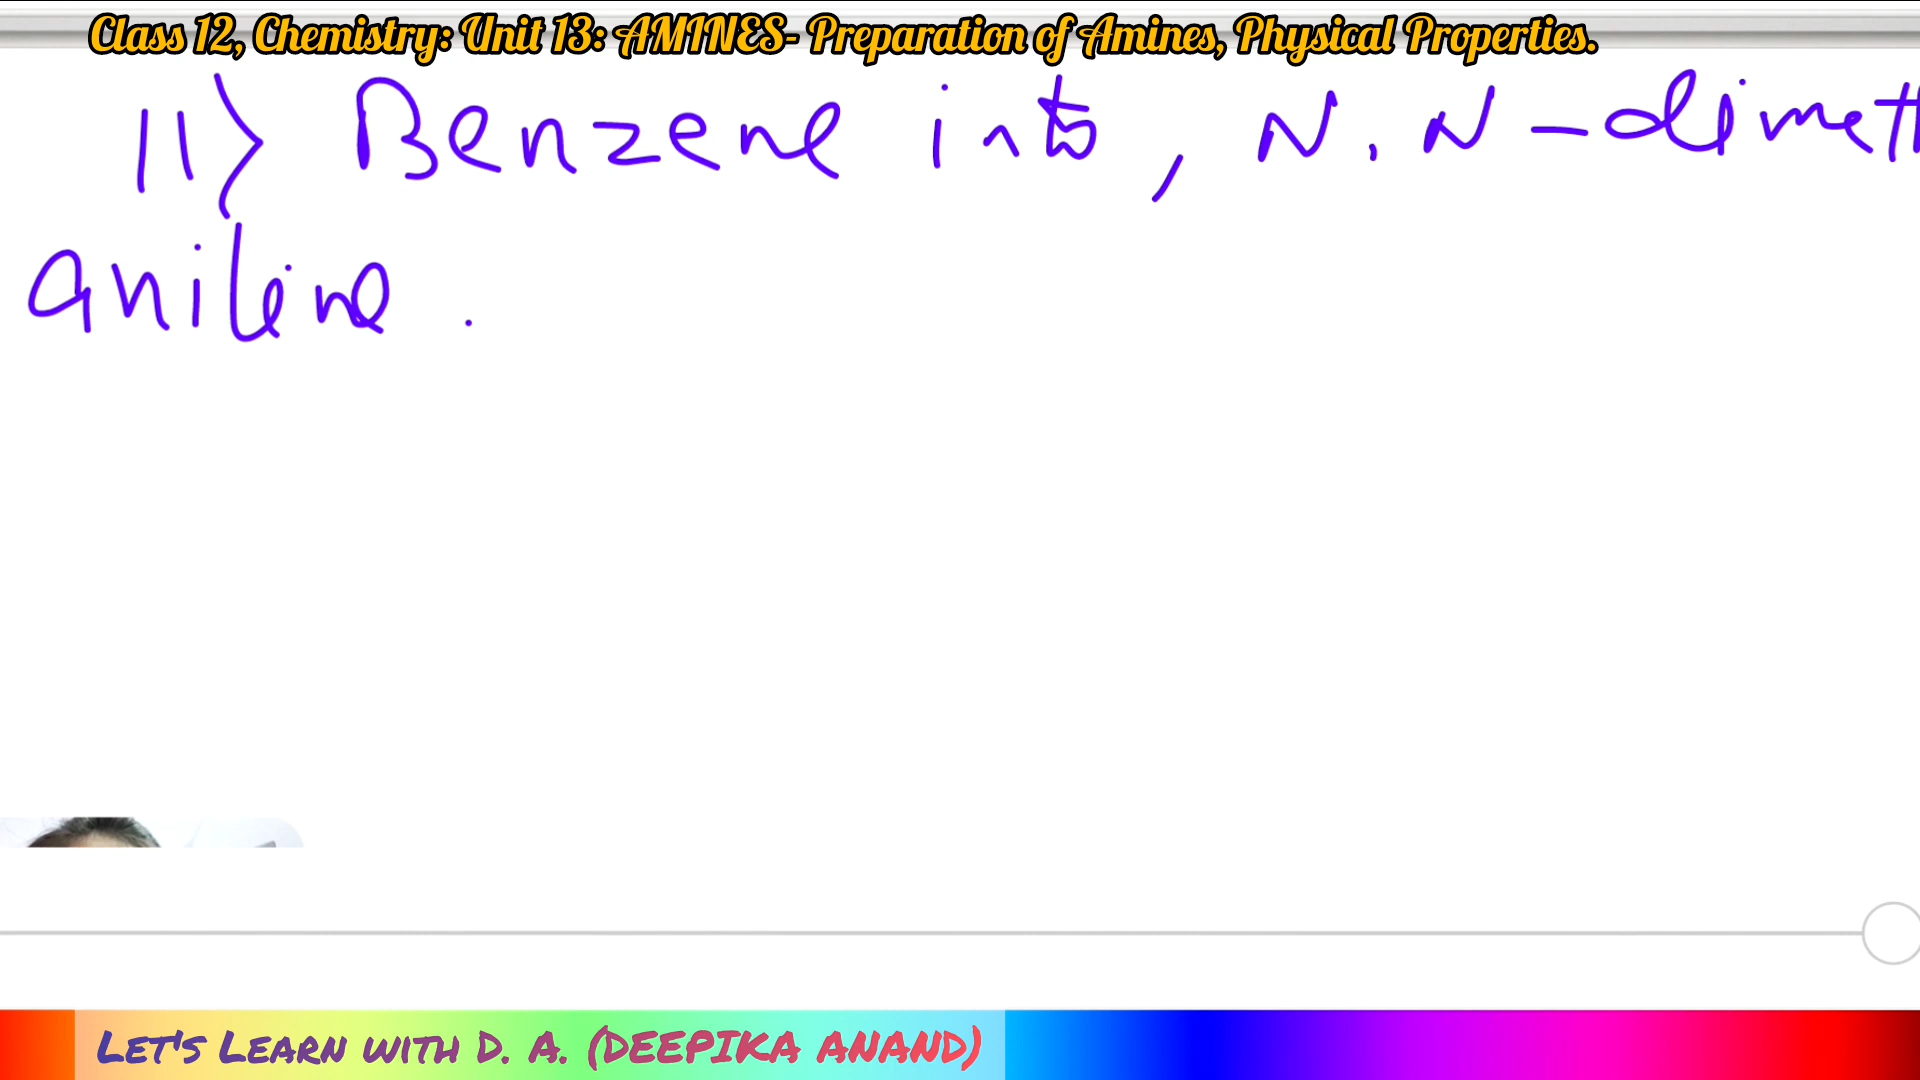 Class 12, Chemistry: Unit 13: AMINES- Preparation of Amines, Physical Properties.
11) Benzene into, N, N-dimeth
aniline.
LET'S LEARN WITH D. A. (DEEPIKA ANAND)